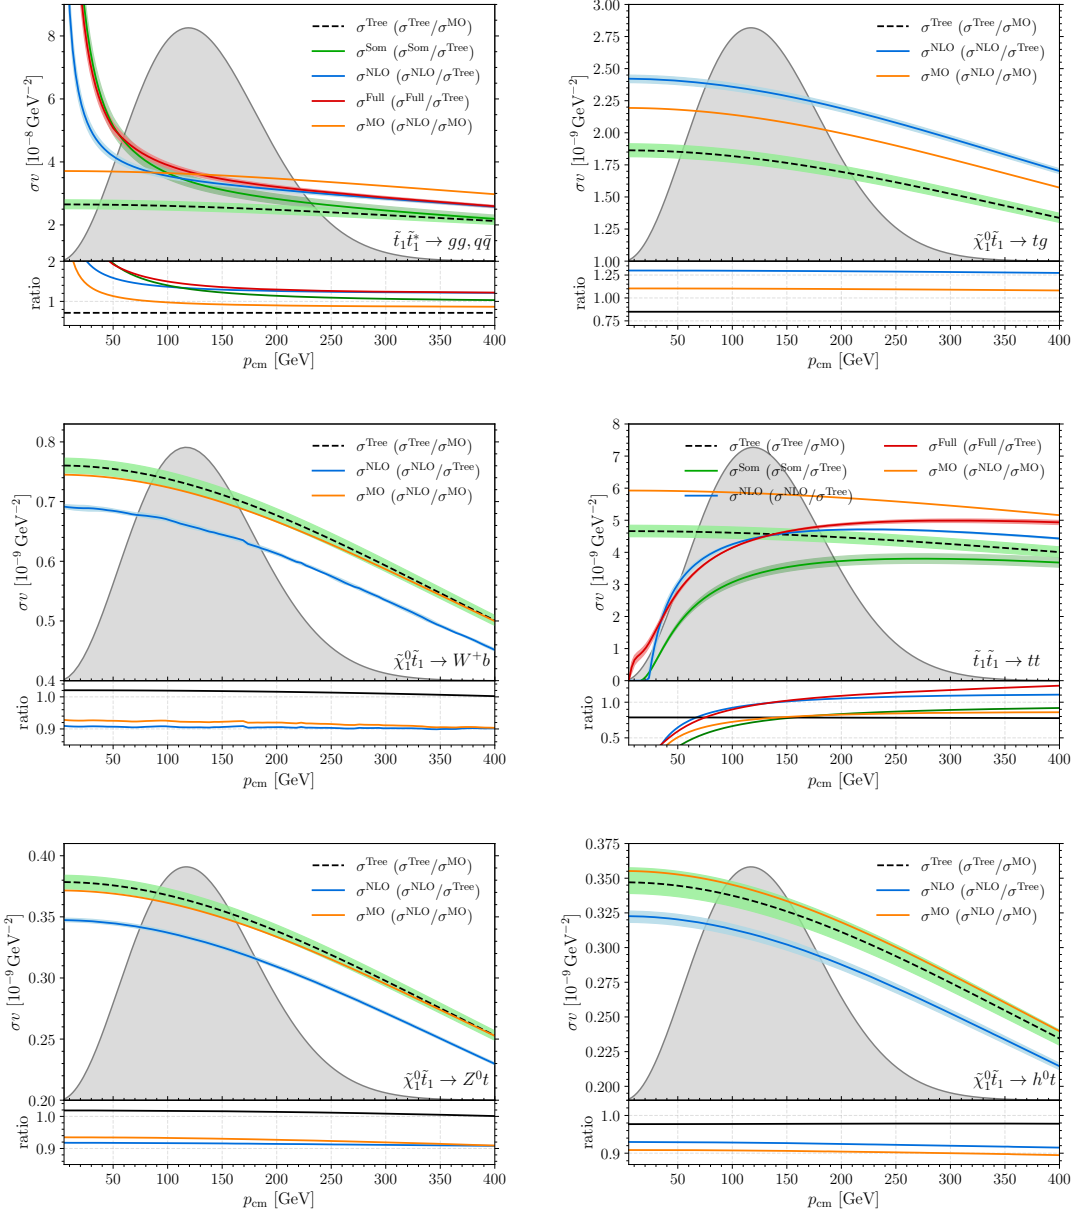 σv [10⁻⁸ GeV⁻²]
8
6
4
2
σ^Tree (σ^Tree/σ^MO)
σ^Som (σ^Som/σ^Tree)
σ^NLO (σ^NLO/σ^Tree)
σ^Full (σ^Full/σ^Tree)
σ^MO (σ^NLO/σ^MO)
t̃₁t̃₁* → gg, qq̄
ratio
2
1
50 100 150 200 250 300 350 400
p_cm [GeV]
σv [10⁻⁹ GeV⁻²]
3.00
2.75
2.50
2.25
2.00
1.75
1.50
1.25
1.00
σ^Tree (σ^Tree/σ^MO)
σ^NLO (σ^NLO/σ^Tree)
σ^MO (σ^NLO/σ^MO)
χ̃₁⁰t̃₁ → tg
ratio
1.25
1.00
0.75
50 100 150 200 250 300 350 400
p_cm [GeV]
σv [10⁻⁹ GeV⁻²]
0.8
0.7
0.6
0.5
0.4
σ^Tree (σ^Tree/σ^MO)
σ^NLO (σ^NLO/σ^Tree)
σ^MO (σ^NLO/σ^MO)
χ̃₁⁰t̃₁ → W⁺b
ratio
1.0
0.9
50 100 150 200 250 300 350 400
p_cm [GeV]
σv [10⁻⁹ GeV⁻²]
8
7
6
5
4
3
2
1
0
σ^Tree (σ^Tree/σ^MO)
σ^Som (σ^Som/σ^Tree)
σ^NLO (σ^NLO/σ^Tree)
σ^Full (σ^Full/σ^Tree)
σ^MO (σ^NLO/σ^MO)
t̃₁t̃₁ → tt
ratio
1.0
0.5
50 100 150 200 250 300 350 400
p_cm [GeV]
σv [10⁻⁹ GeV⁻²]
0.40
0.35
0.30
0.25
0.20
σ^Tree (σ^Tree/σ^MO)
σ^NLO (σ^NLO/σ^Tree)
σ^MO (σ^NLO/σ^MO)
χ̃₁⁰t̃₁ → Z⁰t
ratio
1.0
0.9
50 100 150 200 250 300 350 400
p_cm [GeV]
σv [10⁻⁹ GeV⁻²]
0.375
0.350
0.325
0.300
0.275
0.250
0.225
0.200
σ^Tree (σ^Tree/σ^MO)
σ^NLO (σ^NLO/σ^Tree)
σ^MO (σ^NLO/σ^MO)
χ̃₁⁰t̃₁ → h⁰t
ratio
1.0
0.9
50 100 150 200 250 300 350 400
p_cm [GeV]